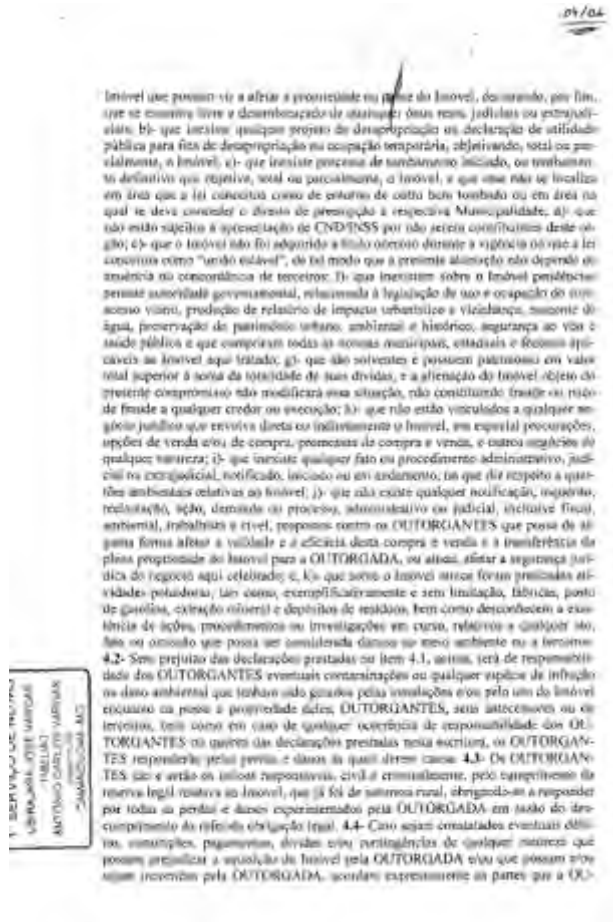 04/06
Imóvel que possam vir a afetar a propriedade ou posse do Imóvel, declarando, por fim,
que se encontra livre e desembaraçado de quaisquer ônus reais, judiciais ou extrajudi-
ciais; b)- que inexiste qualquer projeto de desapropriação ou declaração de utilidade
pública para fins de desapropriação ou ocupação temporária, objetivando, total ou par-
cialmente, o Imóvel; c)- que inexiste processo de tombamento iniciado, ou tombamen-
to definitivo que objetive, total ou parcialmente, o Imóvel, e que esse não se localiza
em área que a lei conceitua como de entorno de outro bem tombado ou em área na
qual se deva conceder o direito de preempção à respectiva Municipalidade; d)- que
não estão sujeitos à apresentação de CND/INSS por não serem contribuintes deste ór-
gão; e)- que o Imóvel não foi adquirido a título oneroso durante a vigência do que a lei
conceitua como "união estável", de tal modo que a presente alienação não depende de
anuência ou concordância de terceiros; f)- que inexistem sobre o Imóvel pendências
perante autoridade governamental, relacionada à legislação de uso e ocupação do solo,
acesso viário, produção de relatório de impacto urbanístico e vizinhança, nascente de
água, preservação do patrimônio urbano, ambiental e histórico, segurança ao vôo e
saúde pública e que cumpriram todas as normas municipais, estaduais e federais apli-
cáveis ao Imóvel aqui tratado; g)- que são solventes e possuem patrimônio em valor
total superior à soma da totalidade de suas dívidas, e a alienação do Imóvel objeto do
presente compromisso não modificará essa situação, não constituindo fraude ou risco
de fraude a qualquer credor ou execução; h)- que não estão vinculados a qualquer ne-
gócio jurídico que envolva direta ou indiretamente o Imóvel, em especial procurações,
opções de venda e/ou de compra, promessas de compra e venda, e outros negócios de
qualquer natureza; i)- que inexiste qualquer fato ou procedimento administrativo, judi-
cial ou extrajudicial, notificado, iniciado ou em andamento, no que diz respeito a ques-
tões ambientais relativas ao Imóvel; j)- que não existe qualquer notificação, inquérito,
reclamação, ação, demanda ou processo, administrativo ou judicial, inclusive fiscal,
ambiental, trabalhista e cível, propostos contra os OUTORGANTES que possa de al-
guma forma afetar a validade e a eficácia desta compra e venda e a transferência da
plena propriedade do Imóvel para a OUTORGADA, ou ainda, afetar a segurança jurí-
dica do negócio aqui celebrado; e, k)- que sobre o Imóvel nunca foram praticadas ati-
vidades poluidoras, tais como, exemplificativamente e sem limitação, fábricas, posto
de gasolina, extração mineral e depósitos de resíduos, bem como desconhecem a exis-
tência de ações, procedimentos ou investigações em curso, relativos a qualquer ato,
fato ou omissão que possa ser considerada danosa ao meio ambiente ou a terceiros.
4.2- Sem prejuízo das declarações prestadas no item 4.1, acima, será de responsabili-
dade dos OUTORGANTES eventuais contaminações ou qualquer espécie de infração
ou dano ambiental que tenham sido gerados pelas instalações e/ou pelo uso do Imóvel
enquanto na posse e propriedade deles, OUTORGANTES, seus antecessores ou de
terceiros, bem como em caso de qualquer ocorrência de responsabilidade dos OU-
TORGANTES ou quebra das declarações prestadas nesta escritura, os OUTORGAN-
TES responderão pelas perdas e danos às quais derem causa. 4.3- Os OUTORGAN-
TES são e serão os únicos responsáveis, civil e criminalmente, pelo cumprimento da
reserva legal relativa ao Imóvel, que já foi de natureza rural, obrigando-se a responder
por todas as perdas e danos experimentados pela OUTORGADA em razão do des-
cumprimento da referida obrigação legal. 4.4- Caso sejam constatados eventuais débi-
tos, constrições, pagamentos, dívidas e/ou contingências de qualquer natureza que
possam prejudicar a aquisição do Imóvel pela OUTORGADA e/ou que possam e/ou
sejam incorridas pela OUTORGADA, acordam expressamente as partes que a OU-
SERVIÇO DE NOTAS
TABELIÃO
ANTONIO CARLOS VARGAS